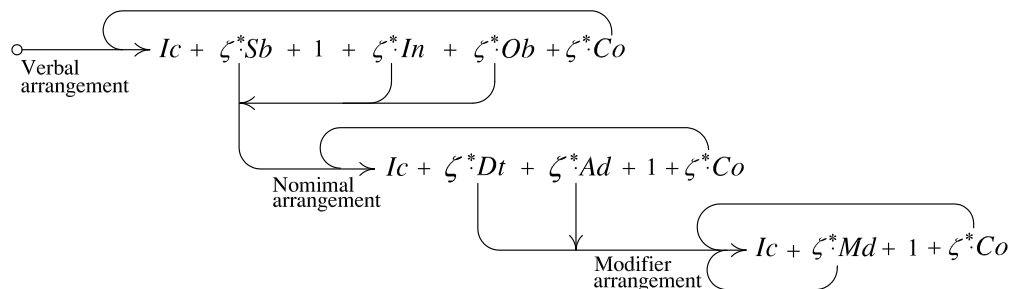 Ic + ζ*·Sb + 1 + ζ*·In + ζ*·Ob + ζ*·Co
Verbal
arrangement
Ic + ζ*·Dt + ζ*·Ad + 1 + ζ*·Co
Nomimal
arrangement
Ic + ζ*·Md + 1 + ζ*·Co
Modifier
arrangement